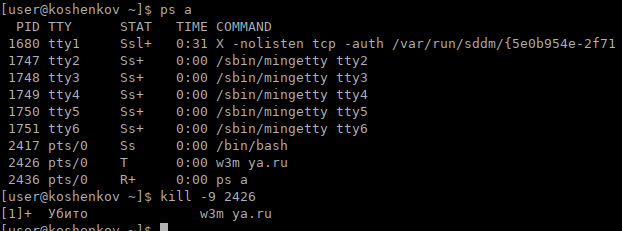 [user@koshenkov ~]$ ps a
  PID TTY      STAT   TIME COMMAND
 1680 tty1     Ssl+   0:31 X -nolisten tcp -auth /var/run/sddm/{5e0b954e-2f71
 1747 tty2     Ss+    0:00 /sbin/mingetty tty2
 1748 tty3     Ss+    0:00 /sbin/mingetty tty3
 1749 tty4     Ss+    0:00 /sbin/mingetty tty4
 1750 tty5     Ss+    0:00 /sbin/mingetty tty5
 1751 tty6     Ss+    0:00 /sbin/mingetty tty6
 2417 pts/0    Ss     0:00 /bin/bash
 2426 pts/0    T      0:00 w3m ya.ru
 2436 pts/0    R+     0:00 ps a
[user@koshenkov ~]$ kill -9 2426
[1]+  Убито              w3m ya.ru
[user@koshenkov ~]$